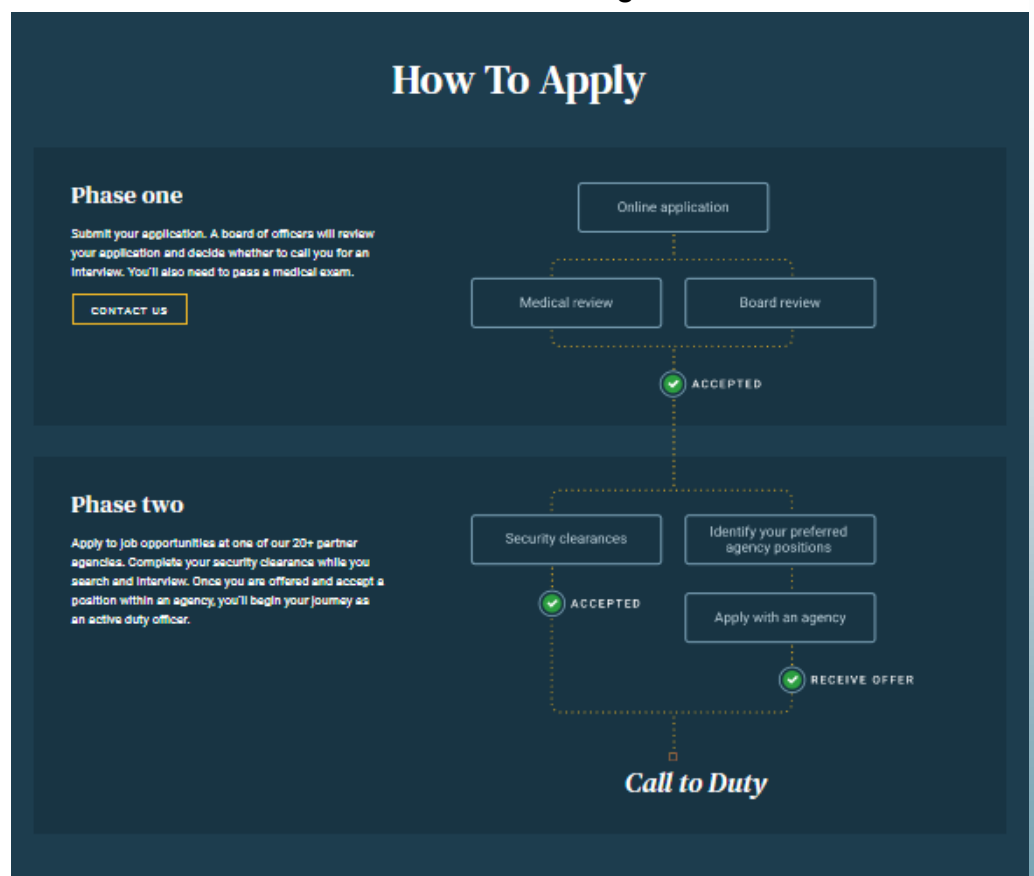 How To Apply
Phase one
Submit your application. A board of officers will review
your application and decide whether to call you for an
interview. You'll also need to pass a medical exam.
CONTACT US
Online application
Medical review
Board review
ACCEPTED
Phase two
Apply to job opportunities at one of our 20+ partner
agencies. Complete your security clearance while you
search and interview. Once you are offered and accept a
position within an agency, you'll begin your journey as
an active duty officer.
Security clearances
Identify your preferred
agency positions
ACCEPTED
Apply with an agency
RECEIVE OFFER
Call to Duty